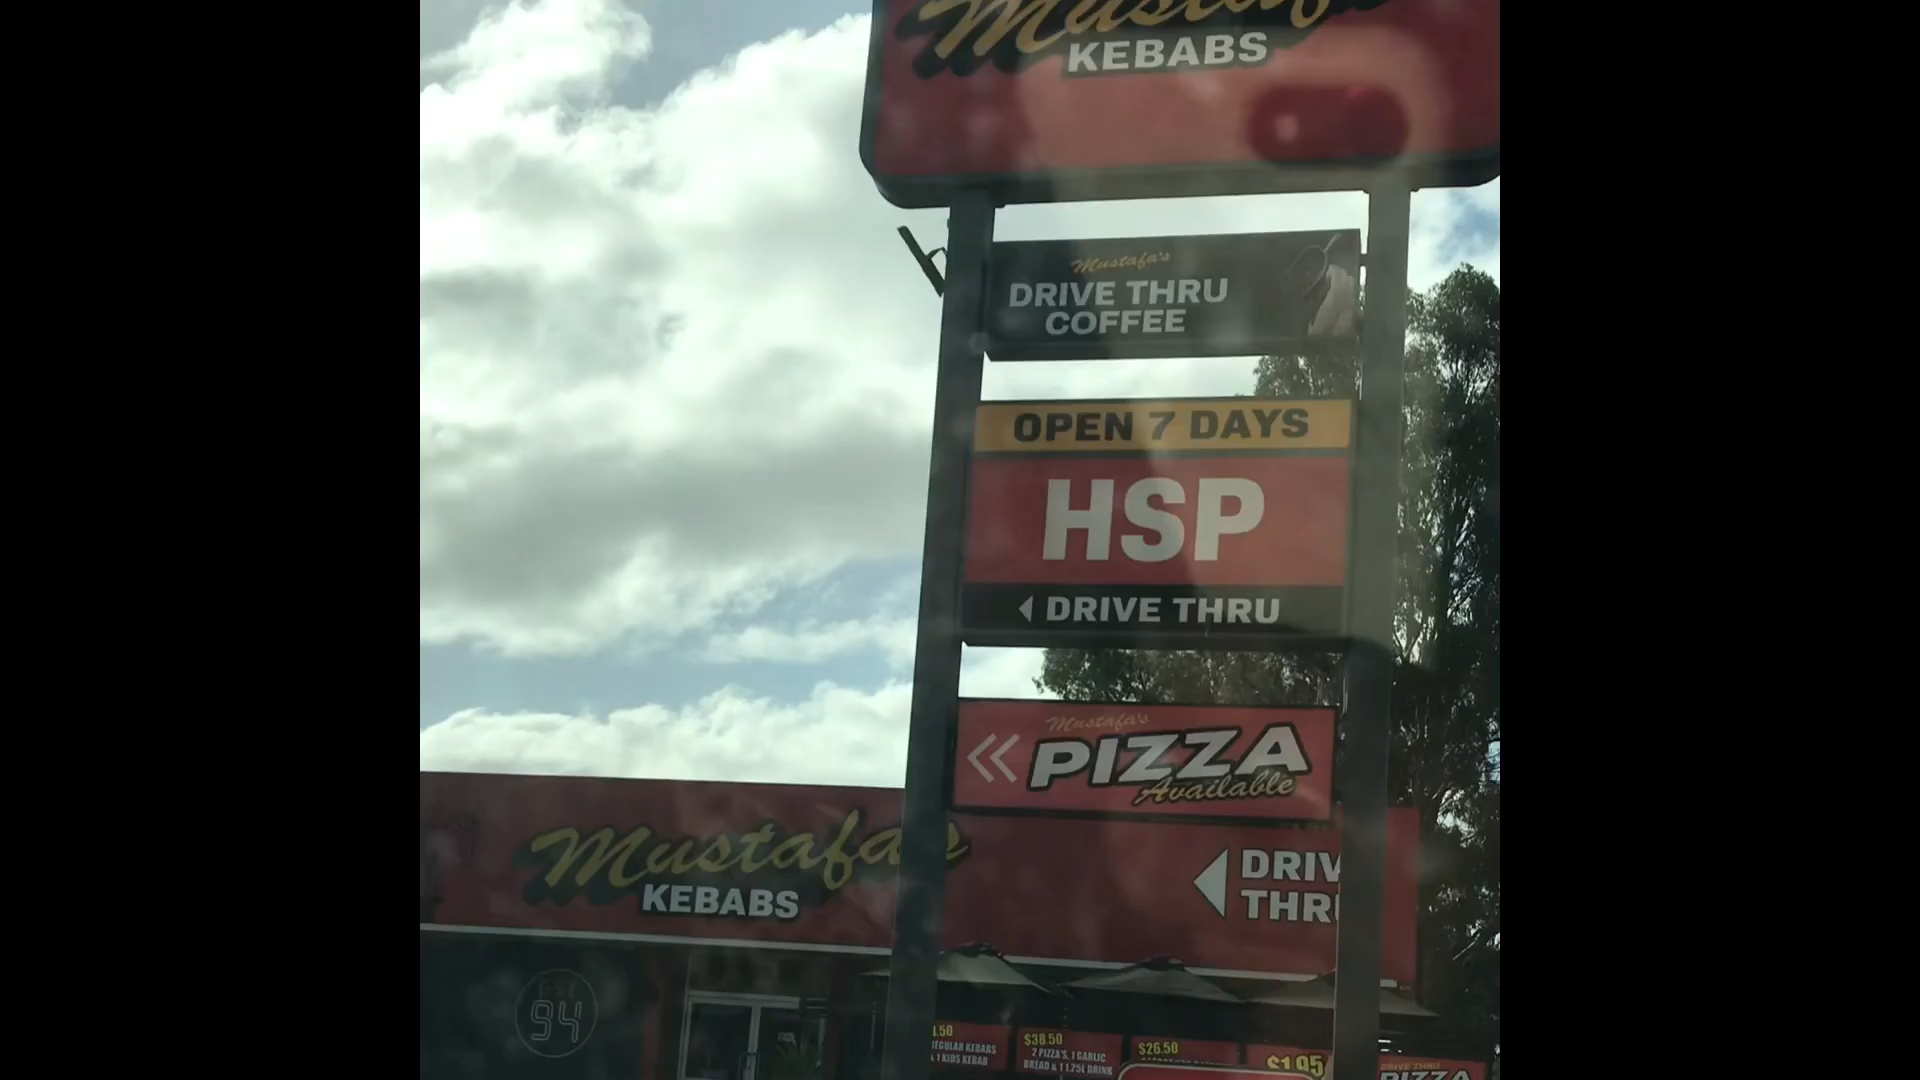 KEBABS
Mustafa's
DRIVE THRU
COFFEE
OPEN 7 DAYS
HSP
DRIVE THRU
Mustafa's
PIZZA
Available
Mustafa's
KEBABS
DRIV
THR
94
$38.50
2 PIZZA'S, 1 GARLIC
BREAD & 1 1.25L DRINK
REGULAR KEBABS
1 KIDS KEBAB
$26.50
$1.95
DRIVE THRU
PIZZA